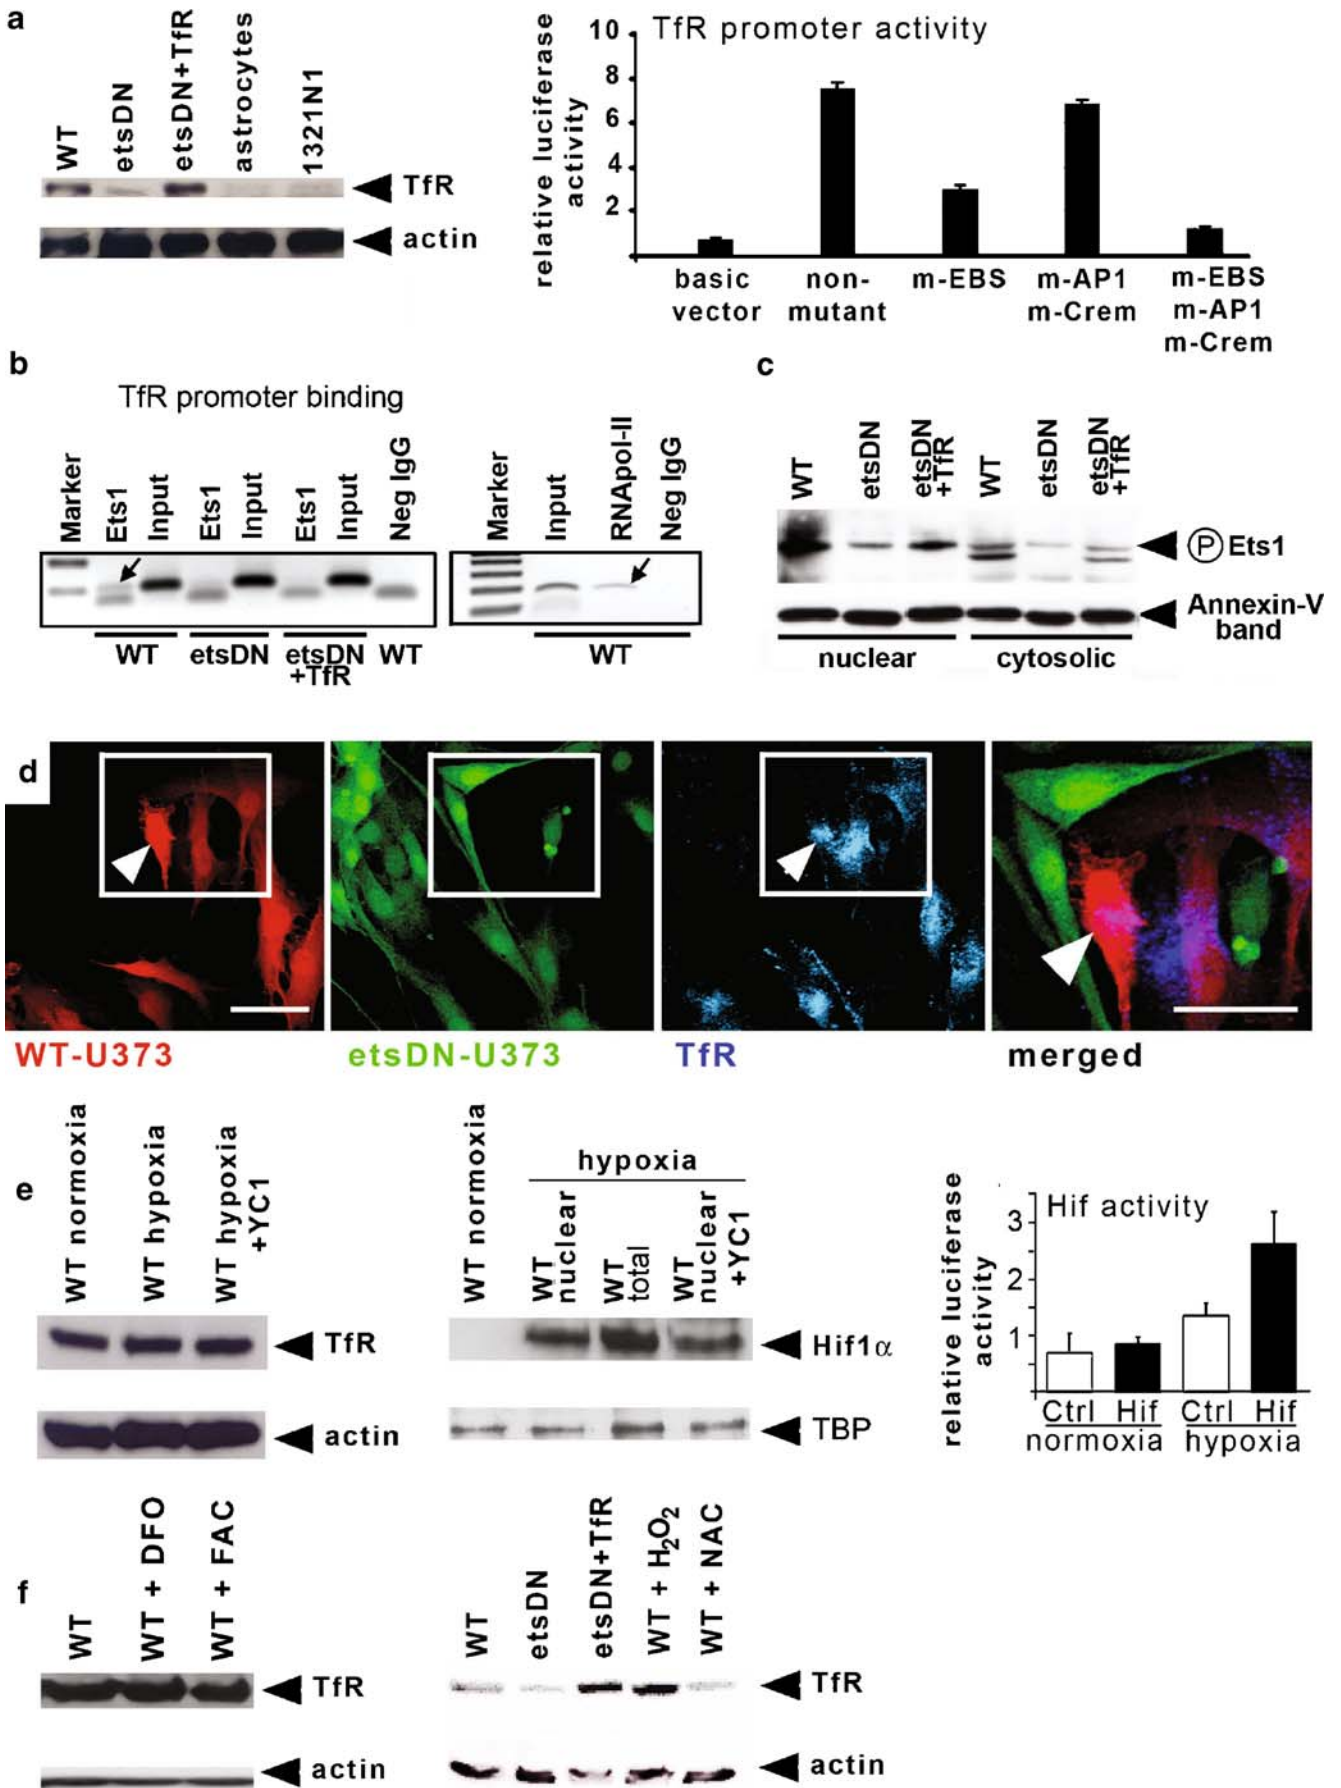 a
WT
etsDN
etsDN+TfR
astrocytes
1321N1
TfR
actin
TfR promoter activity
relative luciferase
activity
10
8
6
4
2
basic
vector
non-
mutant
m-EBS
m-AP1
m-Crem
m-EBS
m-AP1
m-Crem
b
TfR promoter binding
Marker
Ets1
Input
Ets1
Input
Ets1
Input
Neg IgG
WT
etsDN
etsDN
+TfR
WT
Marker
Input
RNApol-II
Neg IgG
WT
c
WT
etsDN
etsDN
+TfR
WT
etsDN
etsDN
+TfR
P Ets1
Annexin-V
band
nuclear
cytosolic
d
WT-U373
etsDN-U373
TfR
merged
e
WT normoxia
WT hypoxia
WT hypoxia
+YC1
TfR
actin
WT normoxia
hypoxia
WT
nuclear
WT
total
WT
nuclear
+YC1
Hif1α
TBP
relative luciferase
activity
Hif activity
3
2
1
Ctrl
Hif
Ctrl
Hif
normoxia
hypoxia
f
WT
WT + DFO
WT + FAC
TfR
actin
WT
etsDN
etsDN+TfR
WT + H₂O₂
WT + NAC
TfR
actin